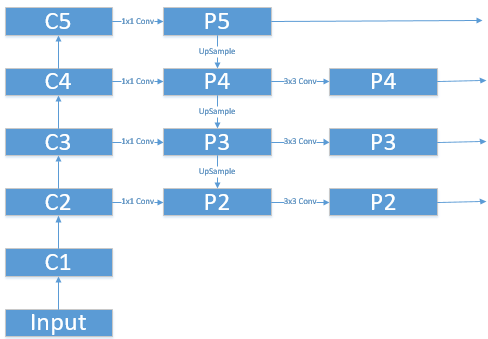 C5 1x1 Conv P5
UpSample
C4 1x1 Conv P4 3x3 Conv P4
UpSample
C3 1x1 Conv P3 3x3 Conv P3
UpSample
C2 1x1 Conv P2 3x3 Conv P2
C1
Input